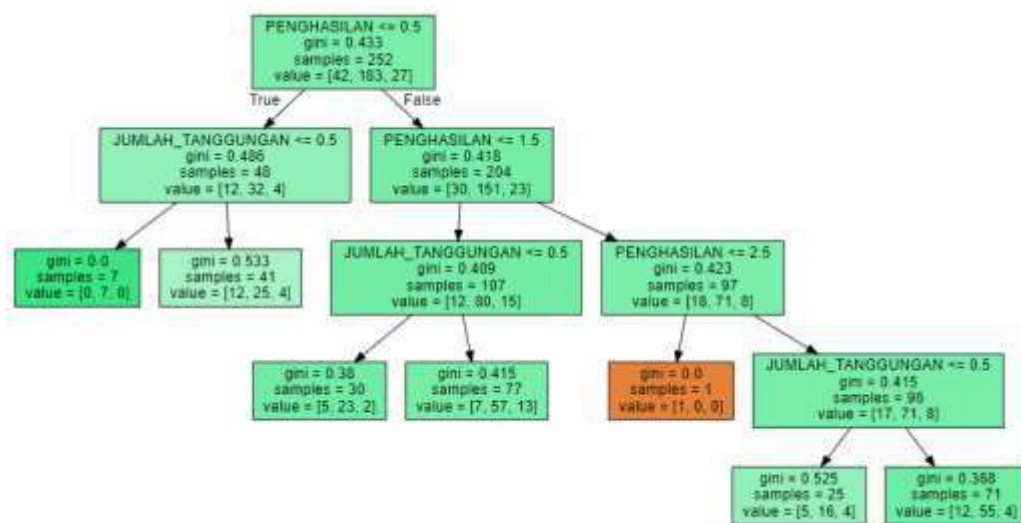 PENGHASILAN <= 0.5
gini = 0.433
samples = 252
value = [42, 183, 27]
True
False
JUMLAH_TANGGUNGAN <= 0.5
gini = 0.486
samples = 48
value = [12, 32, 4]
PENGHASILAN <= 1.5
gini = 0.418
samples = 204
value = [30, 151, 23]
gini = 0.0
samples = 7
value = [0, 7, 0]
gini = 0.533
samples = 41
value = [12, 25, 4]
JUMLAH_TANGGUNGAN <= 0.5
gini = 0.409
samples = 107
value = [12, 80, 15]
PENGHASILAN <= 2.5
gini = 0.423
samples = 97
value = [18, 71, 8]
gini = 0.38
samples = 30
value = [5, 23, 2]
gini = 0.415
samples = 77
value = [7, 57, 13]
gini = 0.0
samples = 1
value = [1, 0, 0]
JUMLAH_TANGGUNGAN <= 0.5
gini = 0.415
samples = 96
value = [17, 71, 8]
gini = 0.525
samples = 25
value = [5, 16, 4]
gini = 0.368
samples = 71
value = [12, 55, 4]